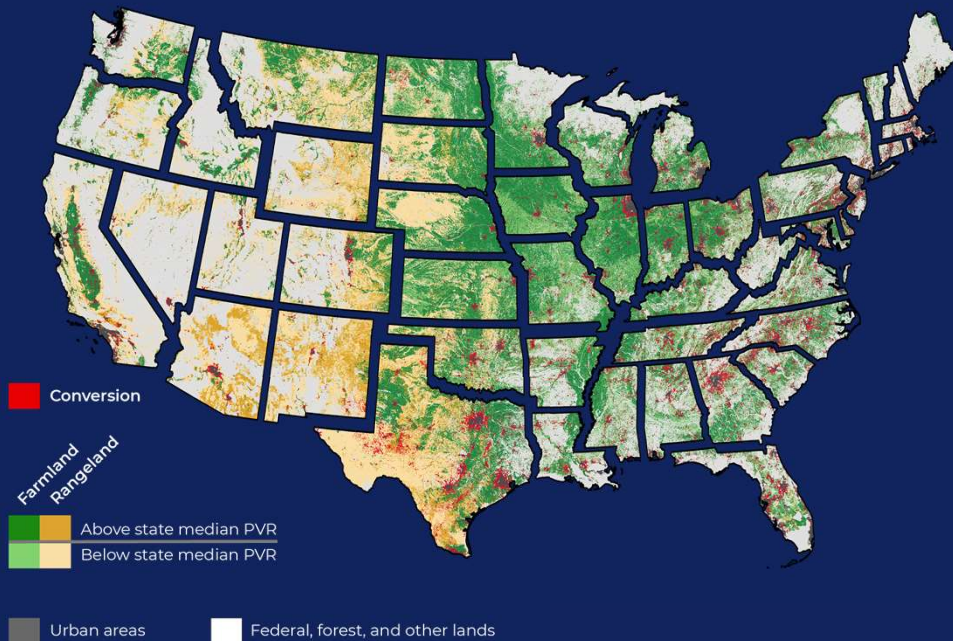 Conversion
Farmland
Rangeland
Above state median PVR
Below state median PVR
Urban areas
Federal, forest, and other lands